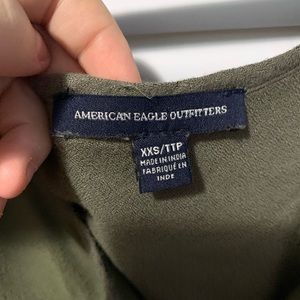 AMERICAN EAGLE OUTFITTERS
XXS/TTP
MADE IN INDIA
FABRIQUÉ EN
INDE